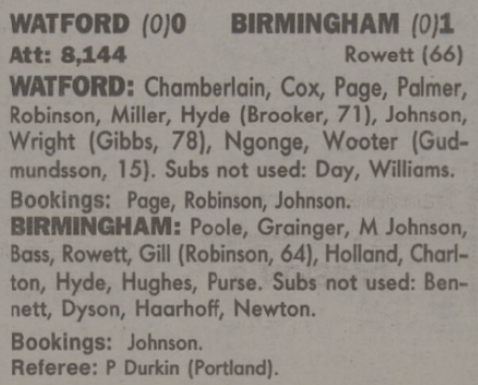 WATFORD (0)0 BIRMINGHAM (0)1
Att: 8,144 Rowett (66)
WATFORD: Chamberlain, Cox, Page, Palmer,
Robinson, Miller, Hyde (Brooker, 71), Johnson,
Wright (Gibbs, 78), Ngonge, Wooter (Gud-
mundsson, 15). Subs not used: Day, Williams.
Bookings: Page, Robinson, Johnson.
BIRMINGHAM: Poole, Grainger, M Johnson,
Bass, Rowett, Gill (Robinson, 64), Holland, Charl-
ton, Hyde, Hughes, Purse. Subs not used: Ben-
nett, Dyson, Haarhoff, Newton.
Bookings: Johnson.
Referee: P Durkin (Portland).